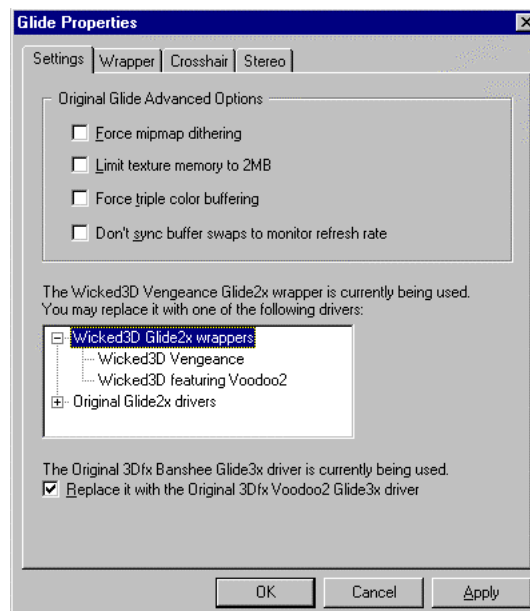 Glide Properties
Settings Wrapper Crosshair Stereo
Original Glide Advanced Options
Force mipmap dithering
Limit texture memory to 2MB
Force triple color buffering
Don't sync buffer swaps to monitor refresh rate
The Wicked3D Vengeance Glide2x wrapper is currently being used.
You may replace it with one of the following drivers:
Wicked3D Glide2x wrappers
Wicked3D Vengeance
Wicked3D featuring Voodoo2
Original Glide2x drivers
The Original 3Dfx Banshee Glide3x driver is currently being used.
Replace it with the Original 3Dfx Voodoo2 Glide3x driver
OK Cancel Apply